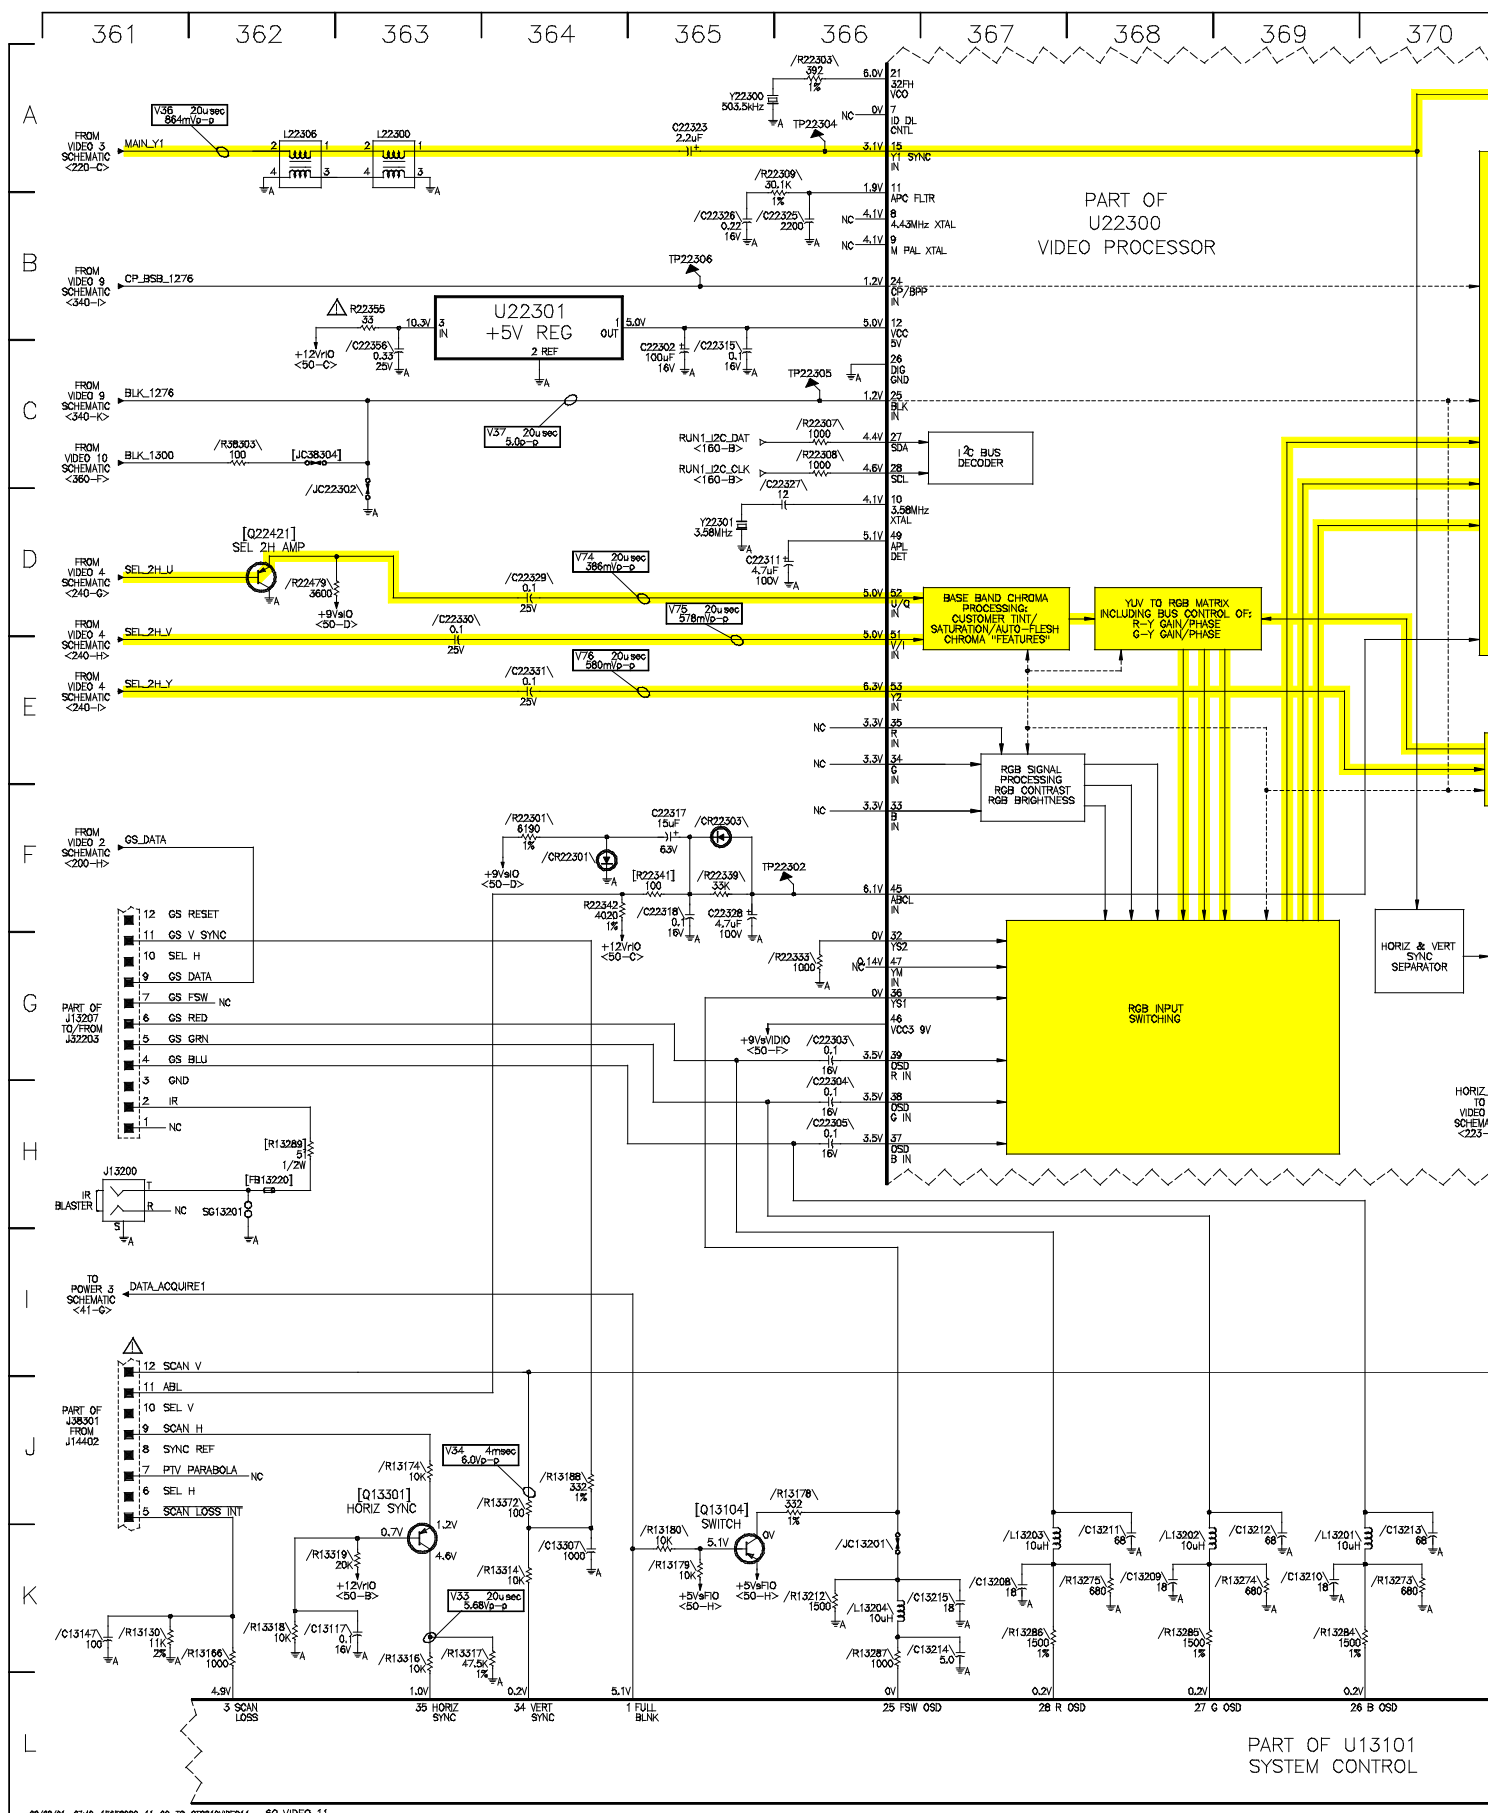 361 362 363 364 365 366 367 368 369 370
A
B
C
D
E
F
G
H
I
J
K
L
/R22303\
392
1%
6.0V 21
32FH
VCO
Y22300
503.5kHz
A
NC 0V 7
ID DL
CNTL
V36 20usec
864mVp-p
L22306
L22300
C22323
2.2uF
TP22304
FROM
VIDEO 3
SCHEMATIC
<220-C>
MAIN_Y1
2 1
4 3
2 1
4 3
3.1V 15
Y1 SYNC
IN
/R22309\
30.1K
1%
1.9V 11
APC FLTR
/C22326\
0.22
16V
/C22325\
2200
NC 4.1V 8
4.43MHz XTAL
NC 4.1V 9
M PAL XTAL
PART OF
U22300
VIDEO PROCESSOR
TP22306
FROM
VIDEO 9
SCHEMATIC
<340-I>
CP_BSB_1276
1.2V 24
CP/BPP
IN
R22355
33
10.3V 3
IN
U22301
+5V REG
1
OUT
5.0V
2 REF
5.0V 12
VCC
5V
+12VrIO
<50-C>
/C22356\
0.33
25V
C22302
100uF
16V
/C22315\
0.1
16V
26
DIG
GND
TP22305
FROM
VIDEO 9
SCHEMATIC
<340-K>
BLK_1276
1.2V 25
BLK
IN
V37 20usec
5.0p-p
FROM
VIDEO 10
SCHEMATIC
<360-F>
BLK_1300
/R38303\
100
[JC38304]
/JC22302\
RUN1_I2C_DAT
<160-B>
/R22307\
1000
4.4V 27
SDA
RUN1_I2C_CLK
<160-B>
/R22308\
1000
4.6V 28
SCL
I2C BUS
DECODER
/C22327\
12
4.1V 10
3.58MHz
XTAL
Y22301
3.58MHz
5.1V 49
APL
DET
C22311
4.7uF
100V
[Q22421]
SEL 2H AMP
FROM
VIDEO 4
SCHEMATIC
<240-G>
SEL_2H_U
/R22479\
3600
+9VsIO
<50-D>
/C22329\
0.1
25V
V74 20usec
386mVp-p
5.0V 52
U/Q
IN
FROM
VIDEO 4
SCHEMATIC
<240-H>
SEL_2H_V
/C22330\
0.1
25V
V75 20usec
578mVp-p
5.0V 51
V/I
IN
FROM
VIDEO 4
SCHEMATIC
<240-I>
SEL_2H_Y
/C22331\
0.1
25V
V76 20usec
580mVp-p
6.3V 53
Y2
IN
BASE BAND CHROMA
PROCESSING:
CUSTOMER TINT/
SATURATION/AUTO-FLESH
CHROMA "FEATURES"
YUV TO RGB MATRIX
INCLUDING BUS CONTROL OF:
R-Y GAIN/PHASE
G-Y GAIN/PHASE
NC 3.3V 35
R
IN
NC 3.3V 34
G
IN
NC 3.3V 33
B
IN
RGB SIGNAL
PROCESSING
RGB CONTRAST
RGB BRIGHTNESS
FROM
VIDEO 2
SCHEMATIC
<200-H>
GS_DATA
/R22301\
6190
1%
/CR22301\
+9VsIO
<50-D>
C22317
15uF
63V
/CR22303\
[R22341]
100
/R22339\
33K
TP22302
6.1V 45
ABCL
IN
R22342
4020
1%
+12VrIO
<50-C>
/C22318\
0.1
16V
C22328
4.7uF
100V
12 GS RESET
11 GS V SYNC
10 SEL H
9 GS DATA
7 GS FSW NC
6 GS RED
5 GS GRN
4 GS BLU
3 GND
2 IR
1 NC
PART OF
J13207
TO/FROM
J32203
/R22333\
1000
0V 32
YS2
NC 0.14V 47
YM
IN
0V 36
YS1
46
VCC3 9V
+9VsVIDIO
<50-F>
/C22303\
0.1
16V
3.5V 39
OSD
R IN
/C22304\
0.1
16V
3.5V 38
OSD
G IN
/C22305\
0.1
16V
3.5V 37
OSD
B IN
RGB INPUT
SWITCHING
HORIZ & VERT
SYNC
SEPARATOR
HORIZ_
TO
VIDEO
SCHEMA
<223-
[R13289]
51
1/2W
J13200
IR
BLASTER
T
R NC
S
[FB13220]
SG13201
TO
POWER 3
SCHEMATIC
<41-G>
DATA_ACQUIRE1
12 SCAN V
11 ABL
10 SEL V
9 SCAN H
8 SYNC REF
7 PTV PARABOLA NC
6 SEL H
5 SCAN LOSS INT
PART OF
J38301
FROM
J14402
/R13174\
10K
V34 4msec
6.0Vp-p
/R13188\
332
1%
/R13372\
100
[Q13301]
HORIZ SYNC
0.7V
1.2V
4.6V
/R13319\
20K
+12VrIO
<50-B>
/R13314\
10K
/C13307\
1000
/R13180\
10K
/R13179\
10K
+5VsFIO
<50-H>
[Q13104]
SWITCH
5.1V
0V
+5VsFIO
<50-H>
/R13178\
332
1%
/JC13201\
/R13212\
1500
/L13204\
10uH
/C13215\
18
/R13287\
1000
/C13214\
5.0
/L13203\
10uH
/C13211\
68
/C13208\
18
/R13275\
680
/R13286\
1500
1%
/L13202\
10uH
/C13212\
68
/C13209\
18
/R13274\
680
/R13285\
1500
1%
/L13201\
10uH
/C13213\
68
/C13210\
18
/R13273\
680
/R13284\
1500
1%
/C13147\
100
/R13130\
11K
2%
/R13166\
1000
/R13318\
10K
/C13117\
0.1
16V
V33 20usec
5.68Vp-p
/R13316\
10K
/R13317\
47.5K
1%
4.9V
3 SCAN
LOSS
1.0V
35 HORIZ
SYNC
0.2V
34 VERT
SYNC
5.1V
1 FULL
BLNK
0V
25 FSW OSD
0.2V
28 R OSD
0.2V
27 G OSD
0.2V
26 B OSD
PART OF U13101
SYSTEM CONTROL
60 VIDEO 11